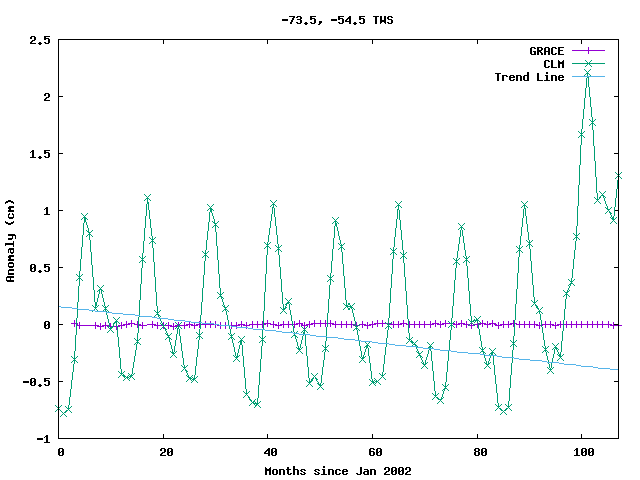 -73.5, -54.5 TWS
GRACE
CLM
Trend Line
2.5
2
1.5
1
0.5
0
-0.5
-1
Anomaly (cm)
0 20 40 60 80 100
Months since Jan 2002